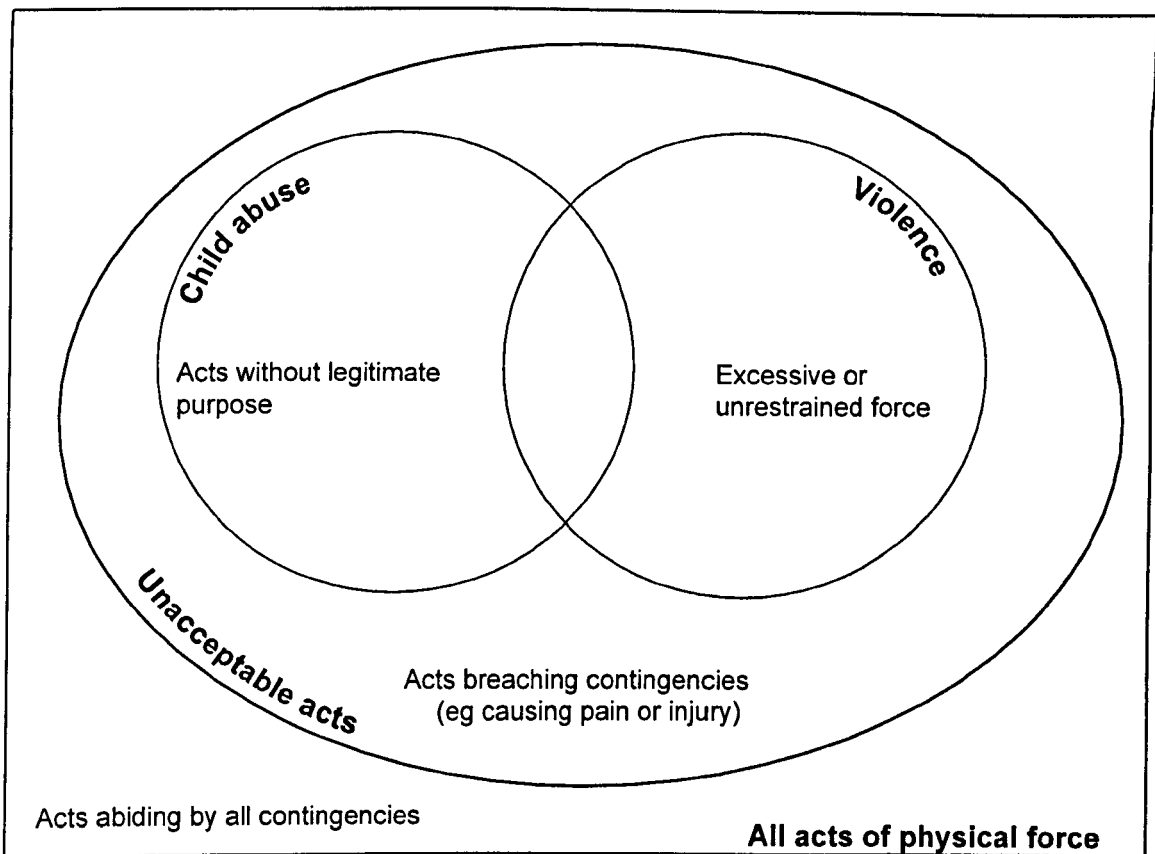 Child abuse
Violence
Acts without legitimate
purpose
Excessive or
unrestrained force
Unacceptable acts
Acts breaching contingencies
(eg causing pain or injury)
Acts abiding by all contingencies
All acts of physical force